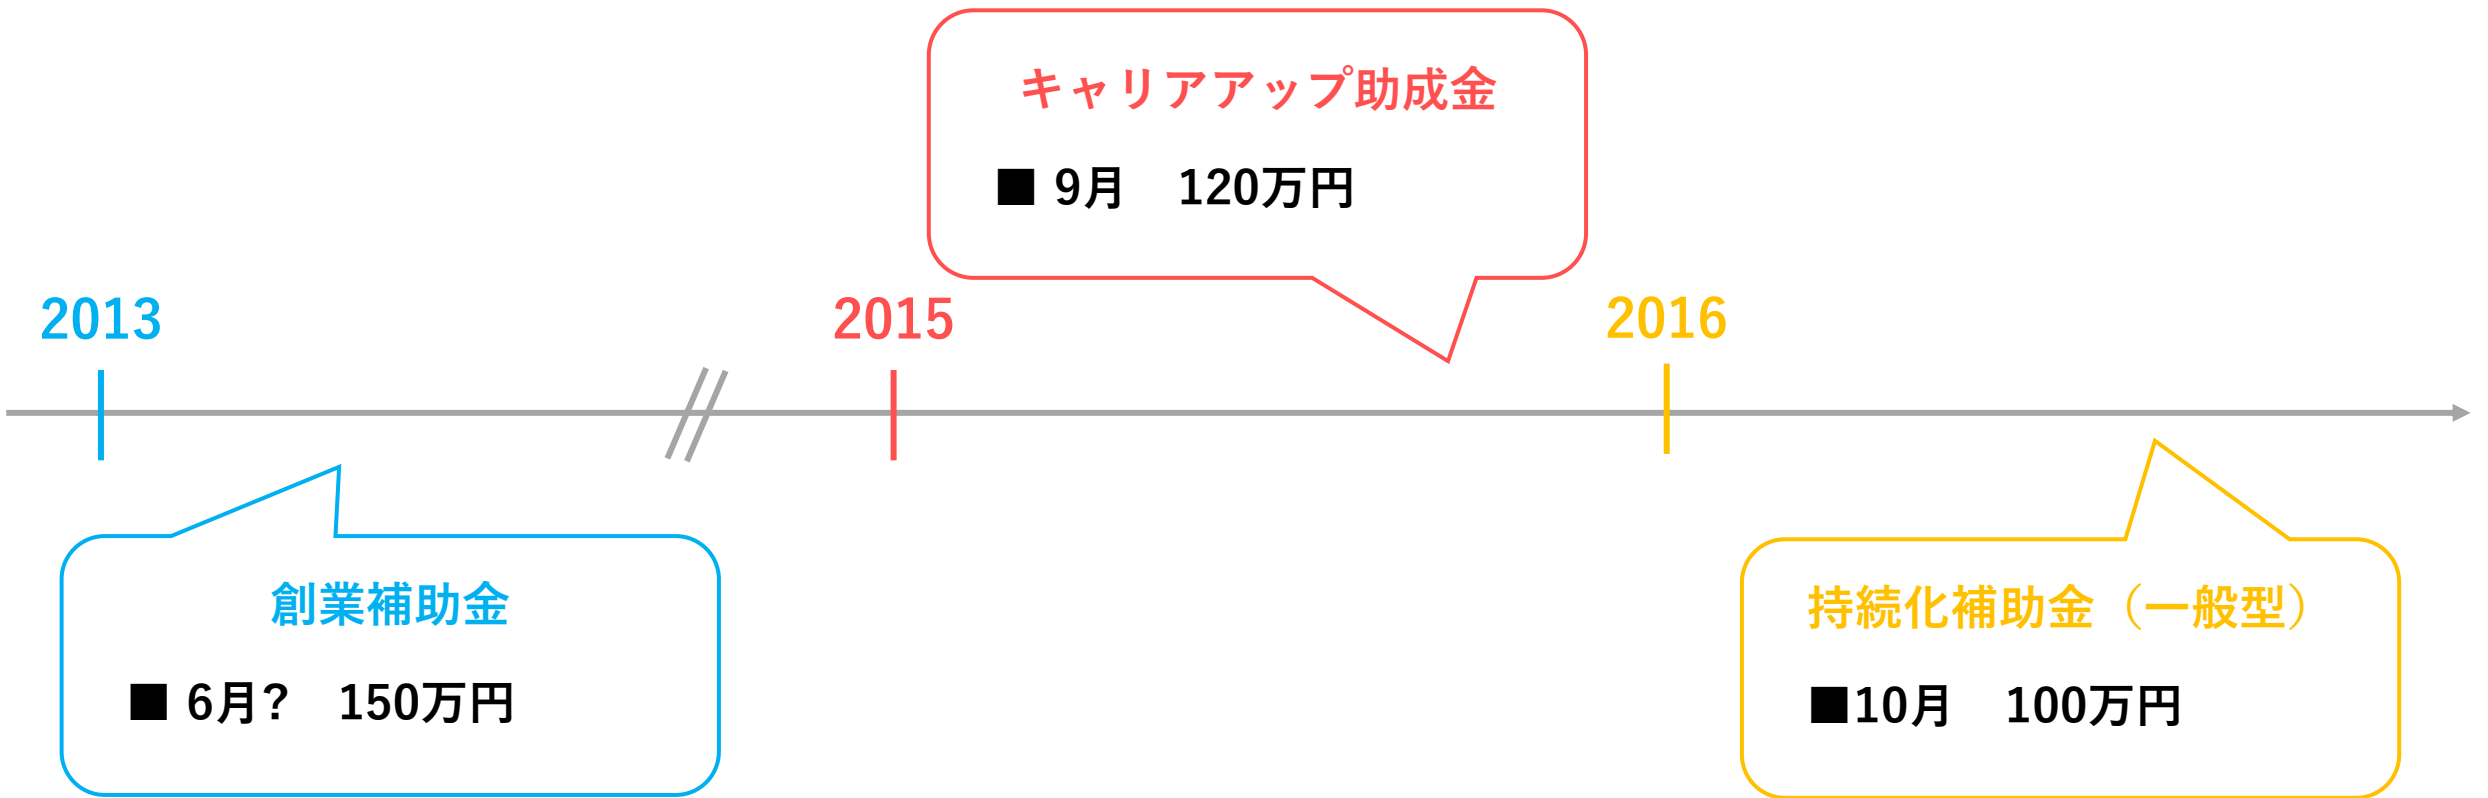 キャリアアップ助成金
■ 9月　120万円
2013
2015
2016
創業補助金
■ 6月?　150万円
持続化補助金（一般型）
■10月　100万円